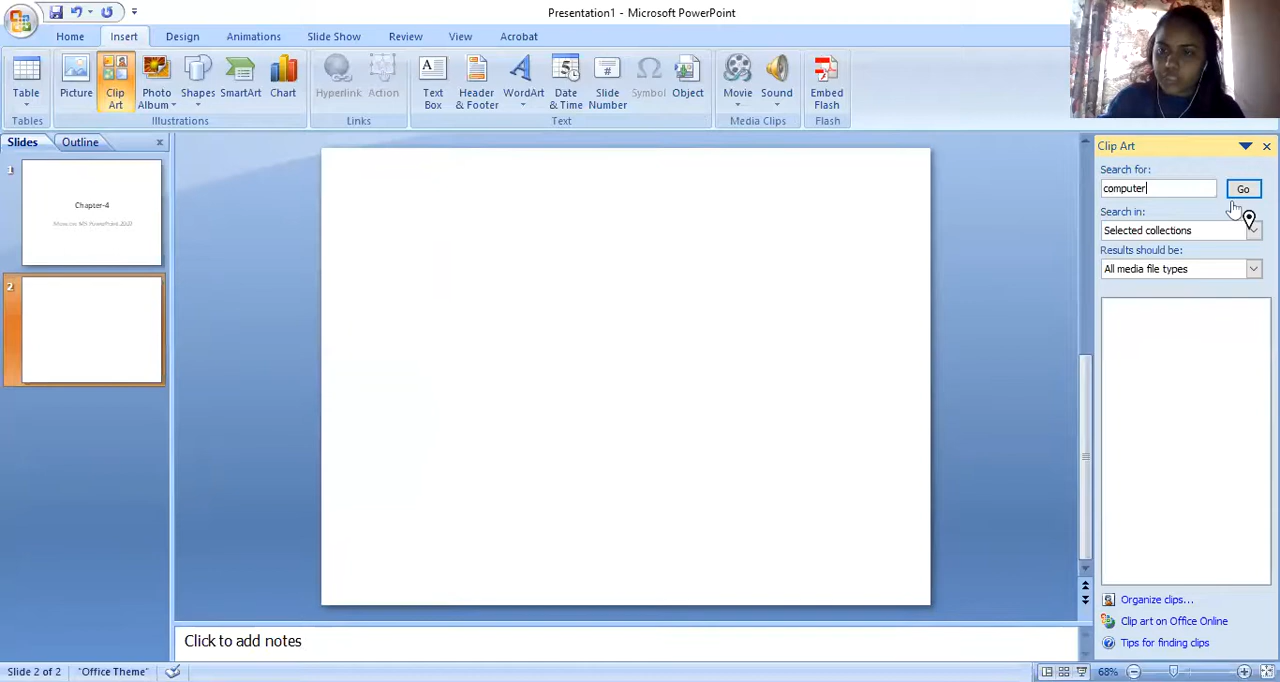 Presentation1 - Microsoft PowerPoint
Home Insert Design Animations Slide Show Review View Acrobat
Table Picture Clip Art Photo Album Shapes SmartArt Chart Hyperlink Action Text Box Header & Footer WordArt Date & Time Slide Number Symbol Object Movie Sound Embed Flash
Tables Illustrations Links Text Media Clips Flash
Slides Outline
1
Chapter-4
2
Clip Art
Search for:
computer Go
Search in:
Selected collections
Results should be:
All media file types
Organize clips...
Clip art on Office Online
Tips for finding clips
Click to add notes
Slide 2 of 2 "Office Theme" 68%